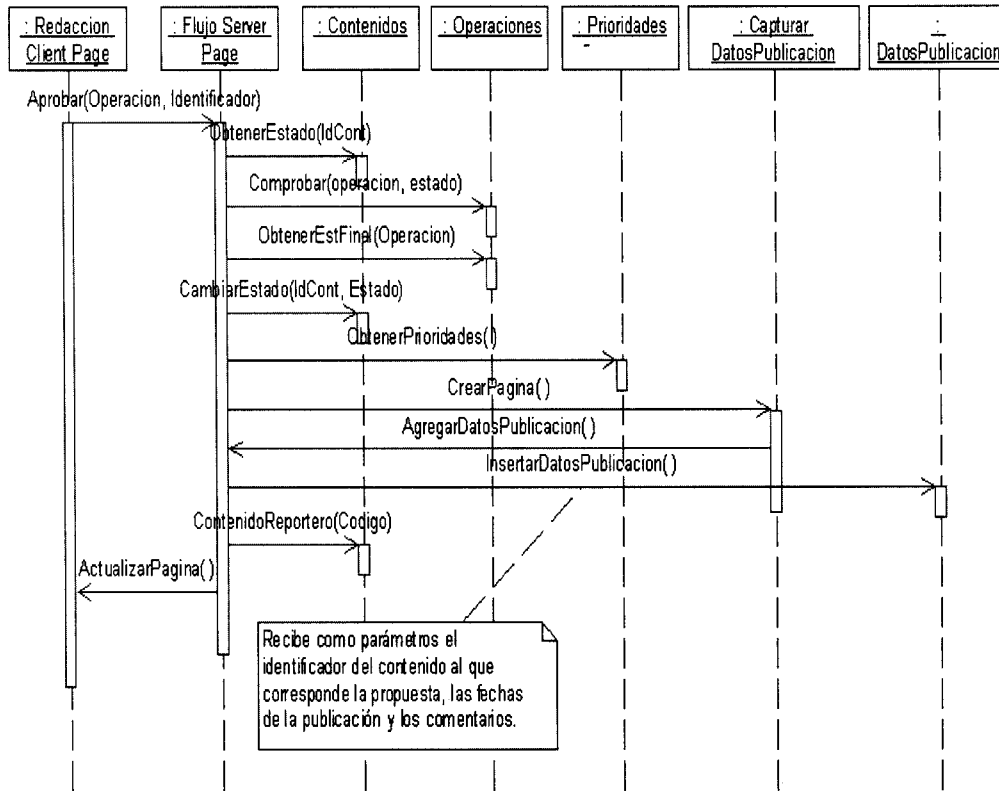 : Redaccion
Client Page
: Flujo Server
Page
: Contenidos
: Operaciones
: Prioridades
: Capturar
DatosPublicacion
:
DatosPublicacion
Aprobar(Operacion, Identificador)
ObtenerEstado(IdCont)
Comprobar(operacion, estado)
ObtenerEstFinal(Operacion)
CambiarEstado(IdCont, Estado)
ObtenerPrioridades()
CrearPagina( )
AgregarDatosPublicacion( )
InsertarDatosPublicacion( )
ContenidoReportero(Codigo)
ActualizarPagina( )
Recibe como parámetros el
identificador del contenido al que
corresponde la propuesta, las fechas
de la publicación y los comentarios.